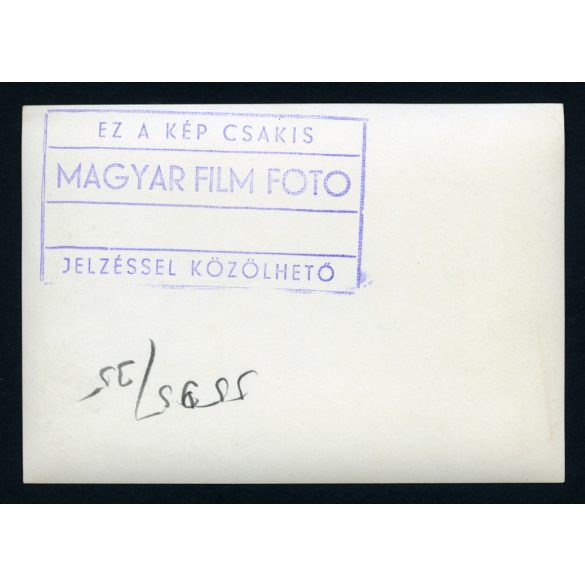 EZ A KÉP CSAKIS
MAGYAR FILM FOTO
JELZÉSSEL KÖZÖLHETŐ